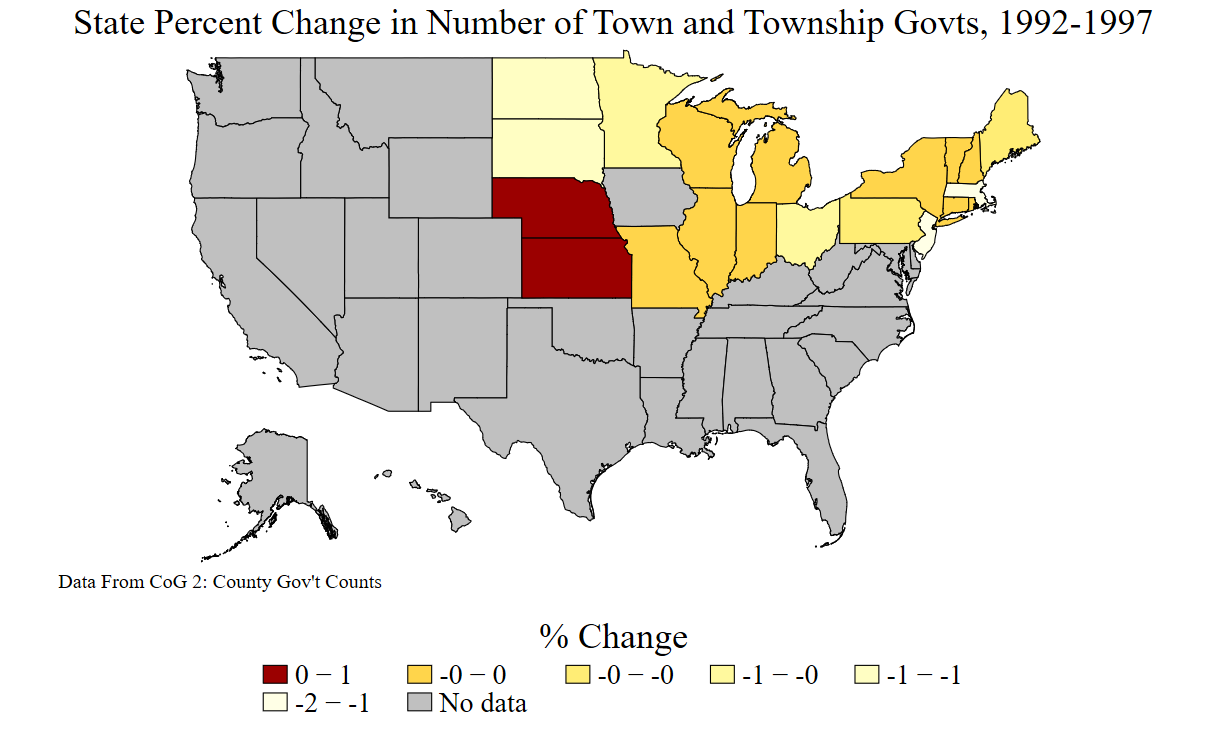 State Percent Change in Number of Town and Township Govts, 1992-1997
Data From CoG 2: County Gov't Counts
% Change
0 − 1
-0 − 0
-0 − -0
-1 − -0
-1 − -1
-2 − -1
No data